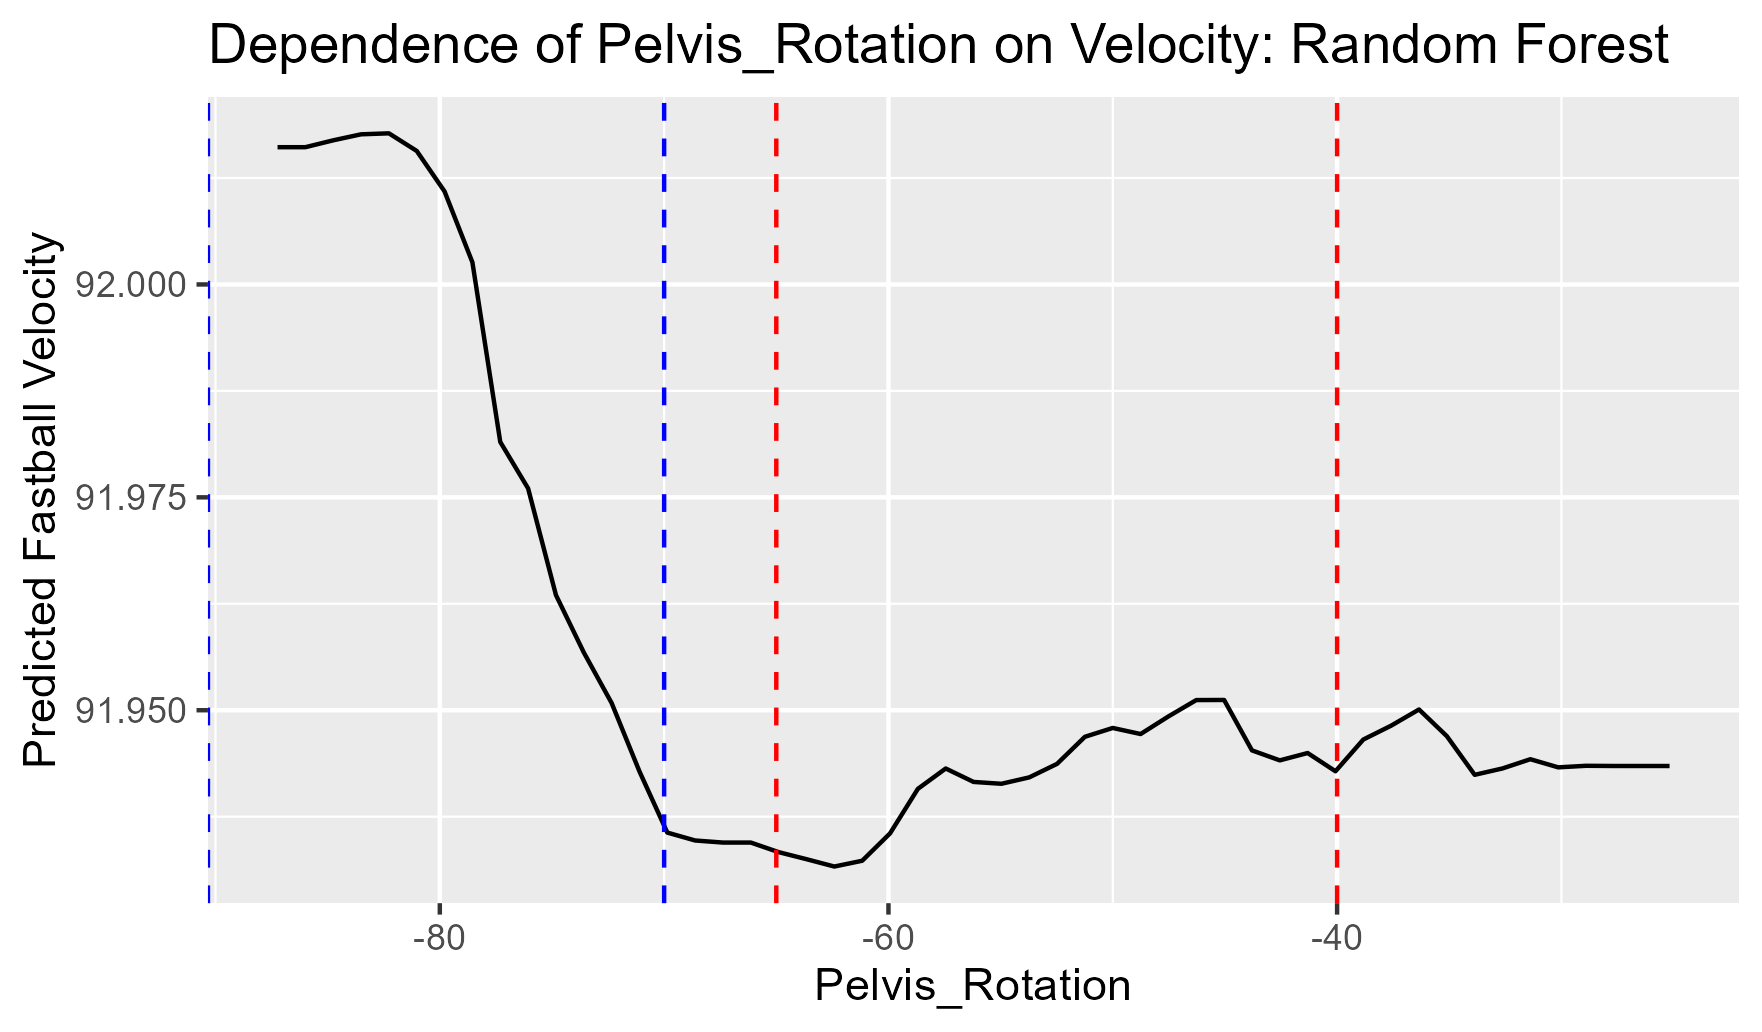 Dependence of Pelvis_Rotation on Velocity: Random Forest
Predicted Fastball Velocity
92.000
91.975
91.950
-80
-60
-40
Pelvis_Rotation